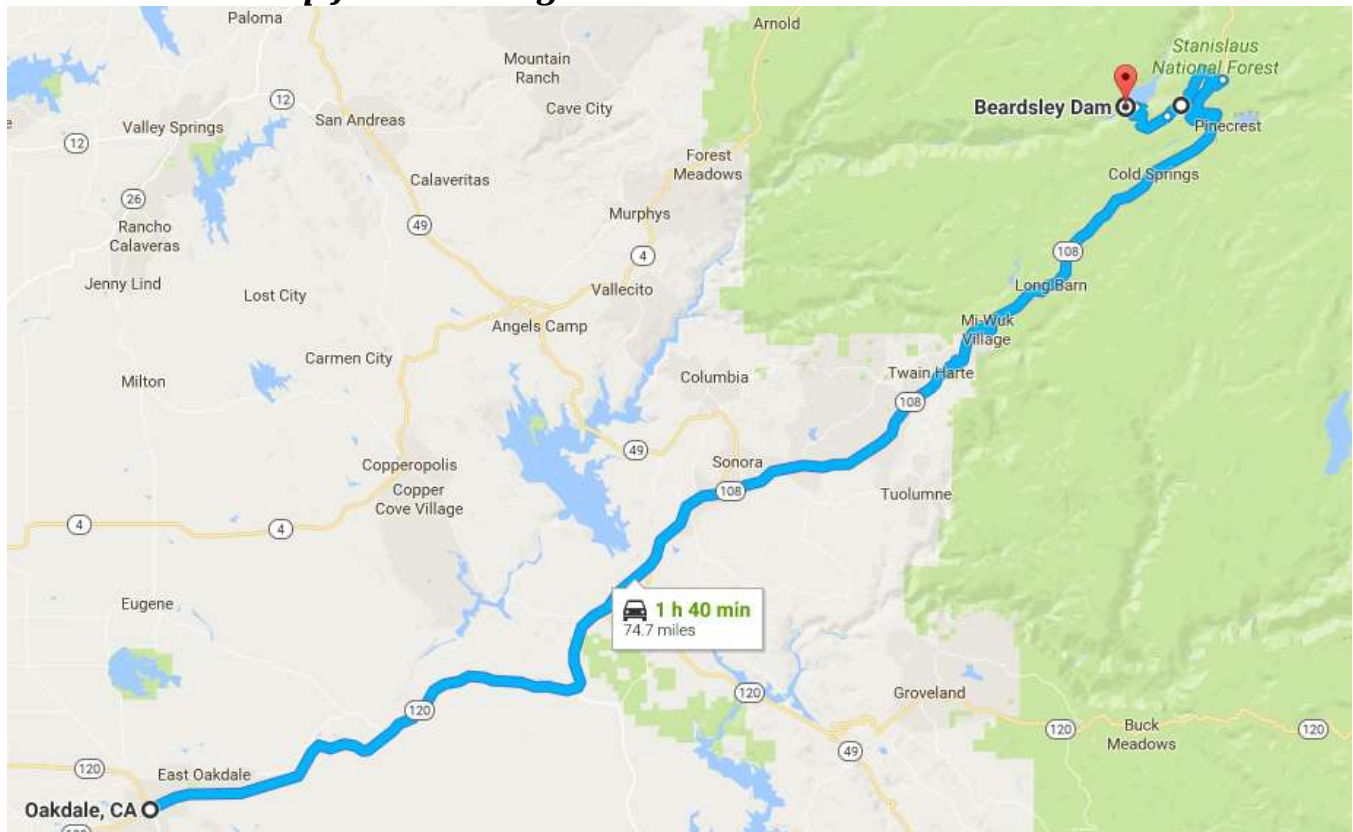 Paloma
Arnold
Stanislaus
National Forest
Mountain
Ranch
Beardsley Dam
12
Cave City
San Andreas
Valley Springs
Pinecrest
12
Forest
Meadows
Cold Springs
Calaveritas
26
Murphys
Rancho
Calaveras
49
4
108
Jenny Lind
Long Barn
Vallecito
Lost City
Mi-Wuk
Village
Angels Camp
Carmen City
Twain Harte
Columbia
Milton
108
49
Copperopolis
Sonora
Copper
Cove Village
108
Tuolumne
4
4
Eugene
1 h 40 min
74.7 miles
120
Groveland
120
120
120
Buck
Meadows
49
120
East Oakdale
Oakdale, CA